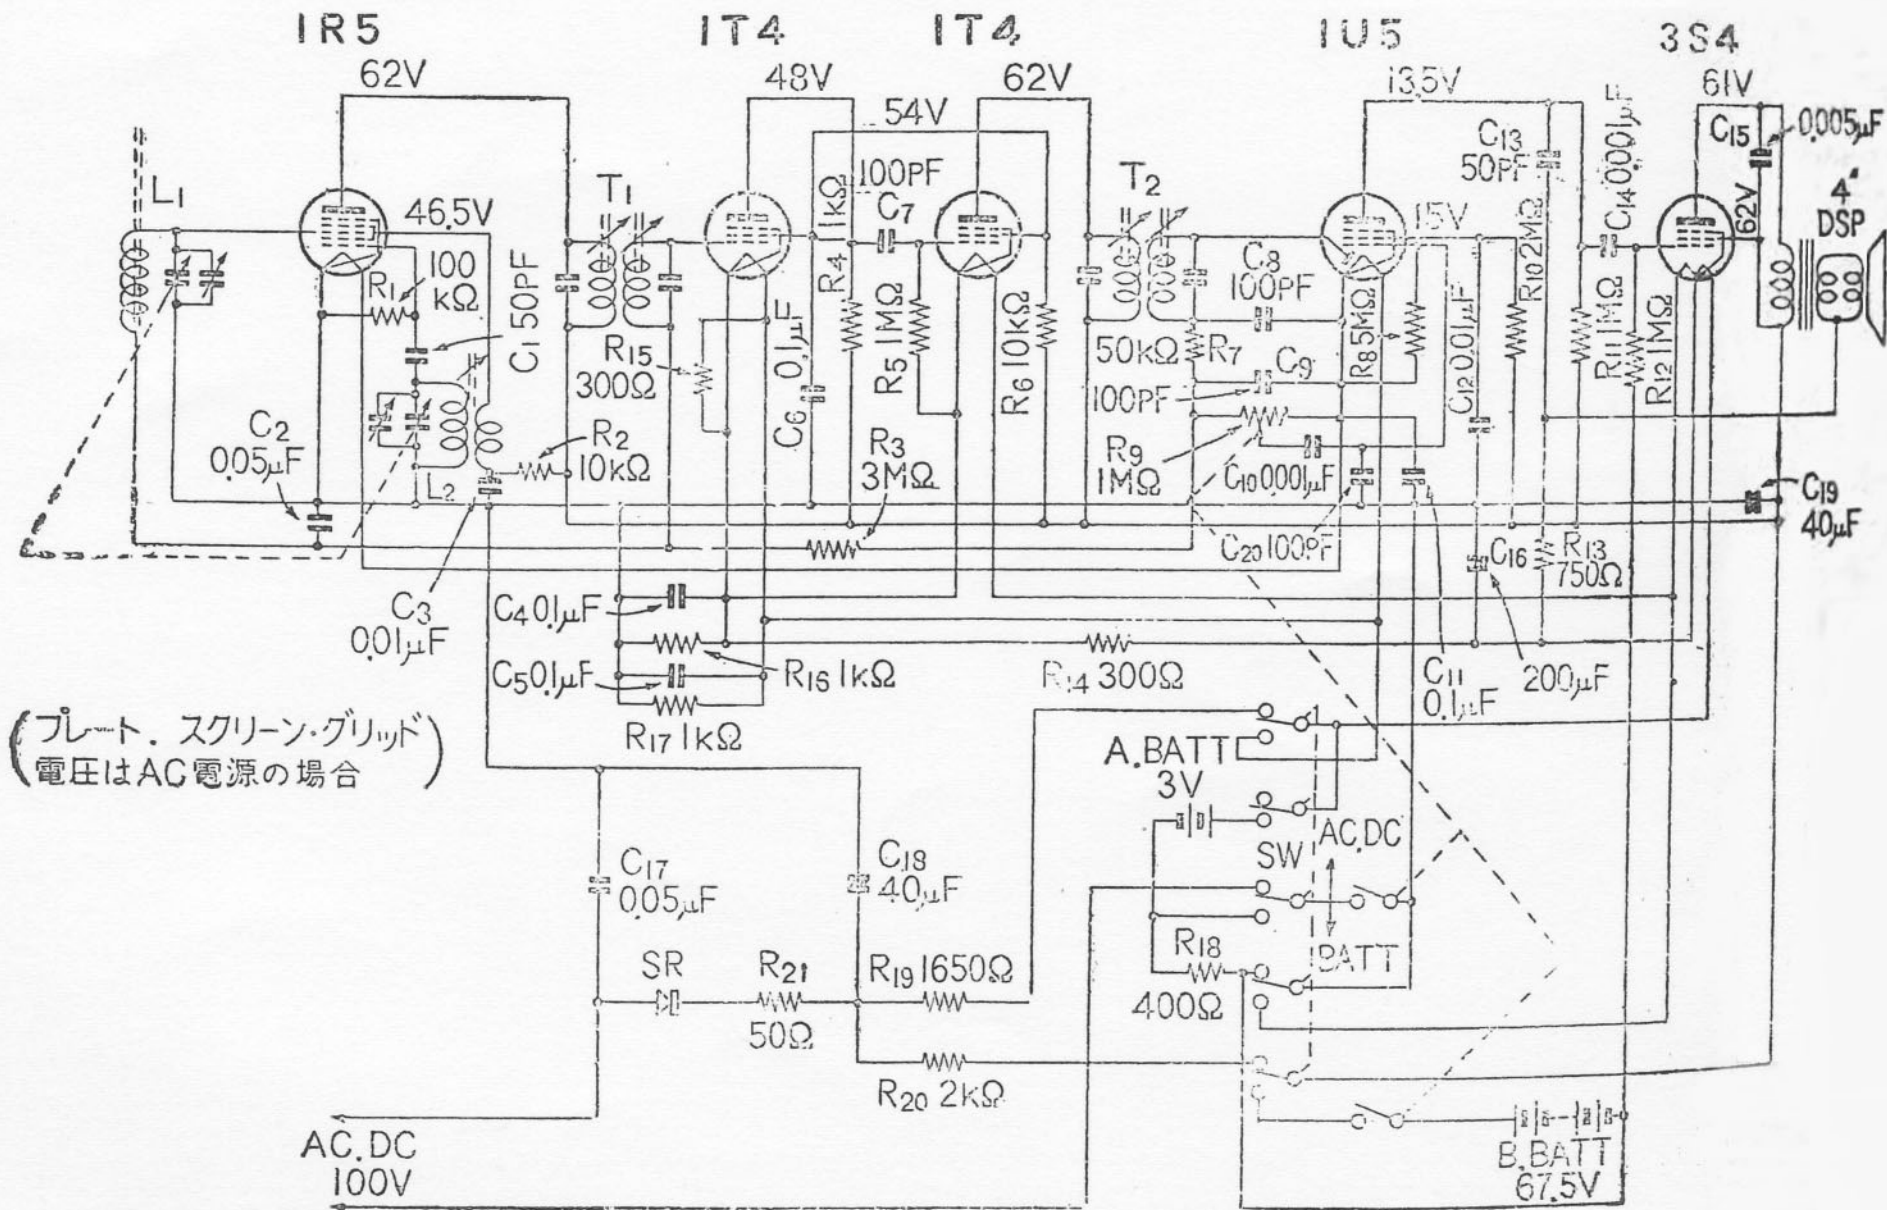 1R5
1T4
1T4
1U5
3S4
62V
48V
54V
62V
13.5V
61V
L1
46.5V
R1
100
kΩ
C1 50PF
C2
0.05μF
L2
R2
10kΩ
C3
0.01μF
T1
R15
300Ω
C6 0.1μF
R4 1kΩ
100PF
C7
R5 1MΩ
R6 10kΩ
R3
3MΩ
T2
C8
100PF
50kΩ
R7
C9
100PF
R9
1MΩ
C10 0.001μF
C20 100PF
R8 5MΩ
15V
C12 0.01μF
R10 2MΩ
C13
50PF
C14 0.001μF
R11 1MΩ
R12 1MΩ
C15
0.005μF
62V
4"
DSP
C19
40μF
C16
R13
750Ω
C4 0.1μF
R16 1kΩ
C5 0.1μF
R17 1kΩ
R14 300Ω
C11
0.1μF
200μF
(プレート．スクリーン・グリッド
電圧はAC電源の場合)
A.BATT
3V
AC,DC
SW
BATT
R18
400Ω
C17
0.05μF
C18
40μF
SR
R21
50Ω
R19 1650Ω
R20 2kΩ
AC.DC
100V
B.BATT
67.5V